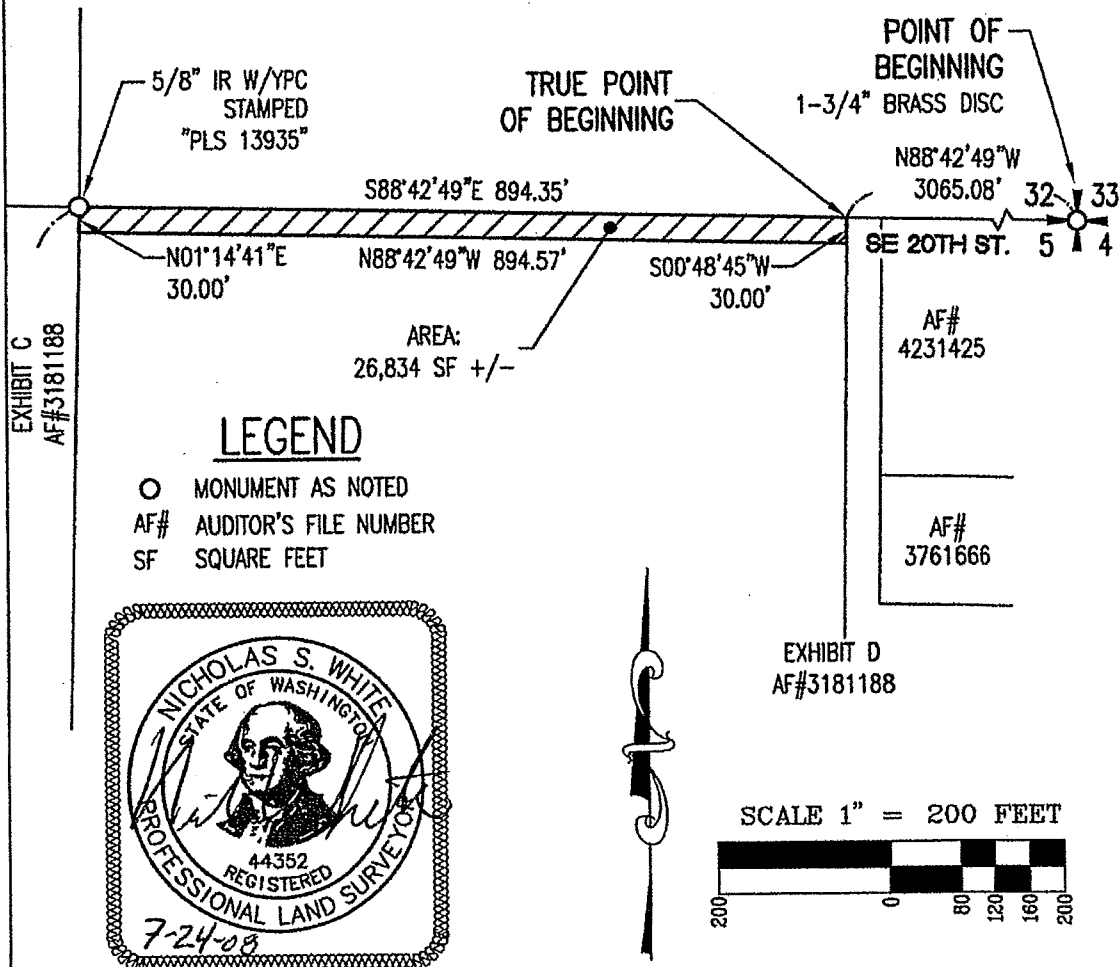 POINT OF
BEGINNING
1-3/4" BRASS DISC
5/8" IR W/YPC
STAMPED
"PLS 13935"
TRUE POINT
OF BEGINNING
N88°42'49"W
3065.08'
32 33
5 4
SE 20TH ST.
S88°42'49"E 894.35'
N01°14'41"E
30.00'
N88°42'49"W 894.57'
S00°48'45"W
30.00'
AREA:
26,834 SF +/-
EXHIBIT C
AF#3181188
AF#
4231425
AF#
3761666
EXHIBIT D
AF#3181188
LEGEND
MONUMENT AS NOTED
AF# AUDITOR'S FILE NUMBER
SF SQUARE FEET
NICHOLAS S. WHITE
STATE OF WASHINGTON
44352
REGISTERED
PROFESSIONAL LAND SURVEYOR
7-24-08
SCALE 1" = 200 FEET
200 0 80 120 160 200